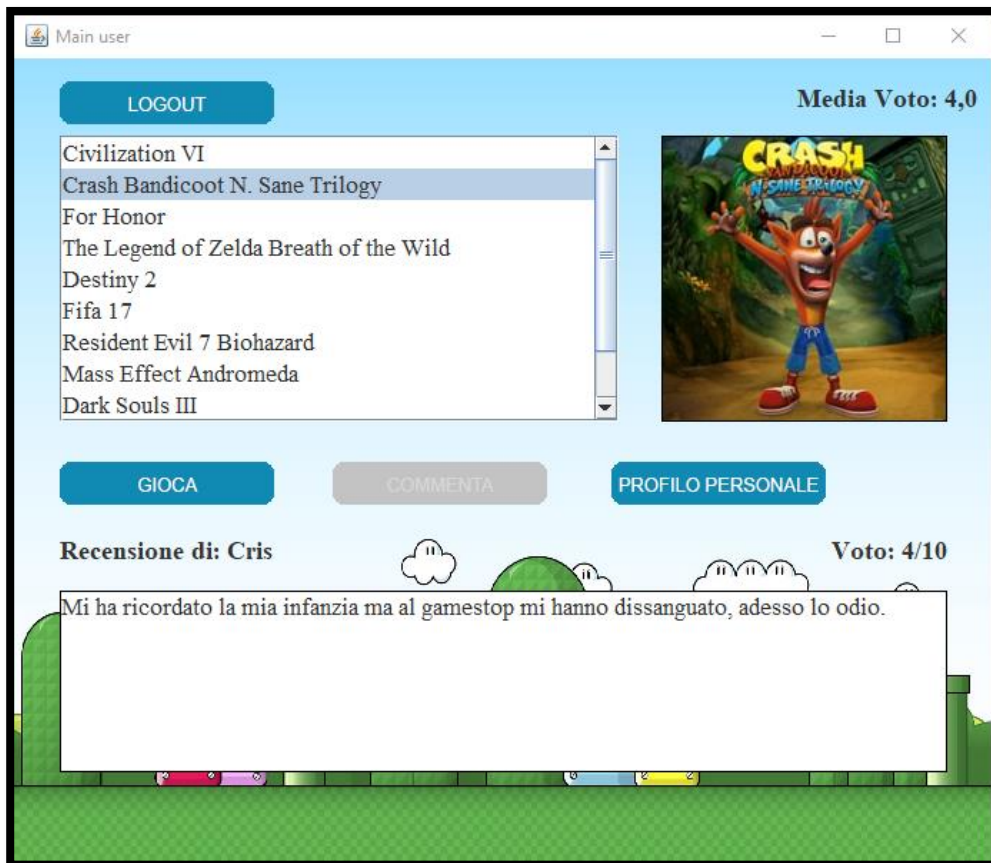 Main user
LOGOUT
Media Voto: 4,0
Civilization VI
Crash Bandicoot N. Sane Trilogy
For Honor
The Legend of Zelda Breath of the Wild
Destiny 2
Fifa 17
Resident Evil 7 Biohazard
Mass Effect Andromeda
Dark Souls III
CRASH
BANDICOOT
N. SANE TRILOGY
GIOCA
COMMENTA
PROFILO PERSONALE
Recensione di: Cris
Voto: 4/10
Mi ha ricordato la mia infanzia ma al gamestop mi hanno dissanguato, adesso lo odio.